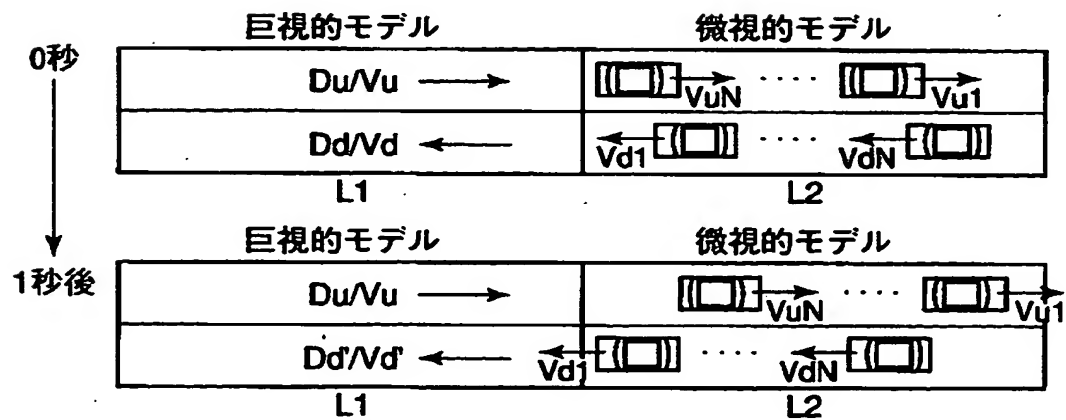 巨視的モデル 微視的モデル
0秒
Du/Vu VuN ‥‥ Vu1
Dd/Vd Vd1 ‥‥ VdN
L1 L2
巨視的モデル 微視的モデル
1秒後
Du/Vu VuN ‥‥ Vu1
Dd'/Vd' Vd1 ‥‥ VdN
L1 L2